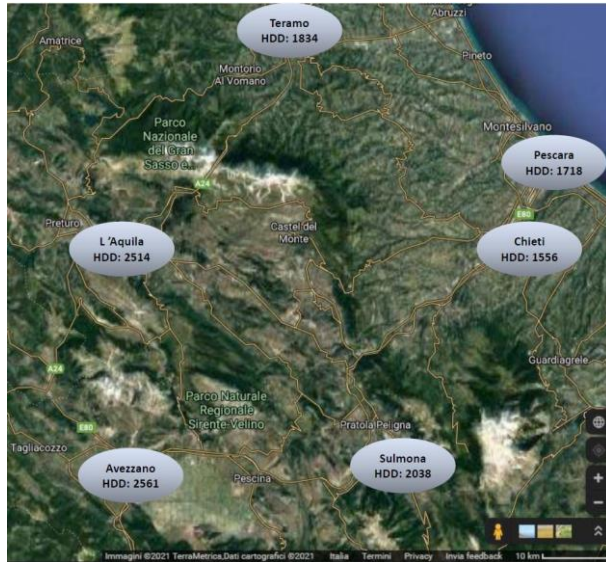 Teramo
HDD: 1834
Abruzzi
Amatrice
Pineto
Montorio
Al Vomano
Parco
Nazionale
del Gran
Sasso e...
Montesilvano
Pescara
HDD: 1718
A24
E80
Preturo
L 'Aquila
HDD: 2514
Castel del
Monte
Chieti
HDD: 1556
Guardiagrele
A24
Parco Naturale
Regionale
Sirente-Velino
E80
Pratola Peligna
Tagliacozzo
Avezzano
HDD: 2561
Pescina
Sulmona
HDD: 2038
Immagini ©2021 TerraMetrica,Dati cartografici ©2021 Italia Termini Privacy Invia feedback 10 km